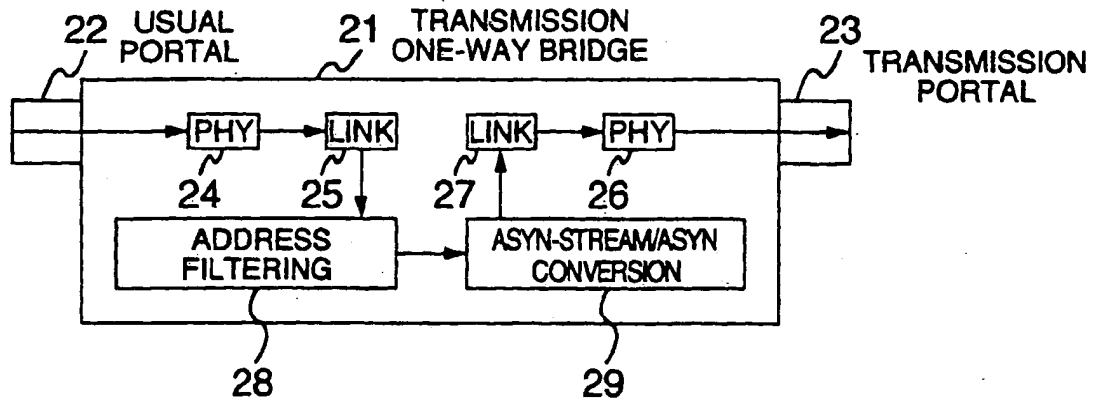 22 USUAL
PORTAL
21 TRANSMISSION
ONE-WAY BRIDGE
23
TRANSMISSION
PORTAL
PHY
LINK
LINK
PHY
24
25
27
26
ADDRESS
FILTERING
ASYN-STREAM/ASYN
CONVERSION
28
29